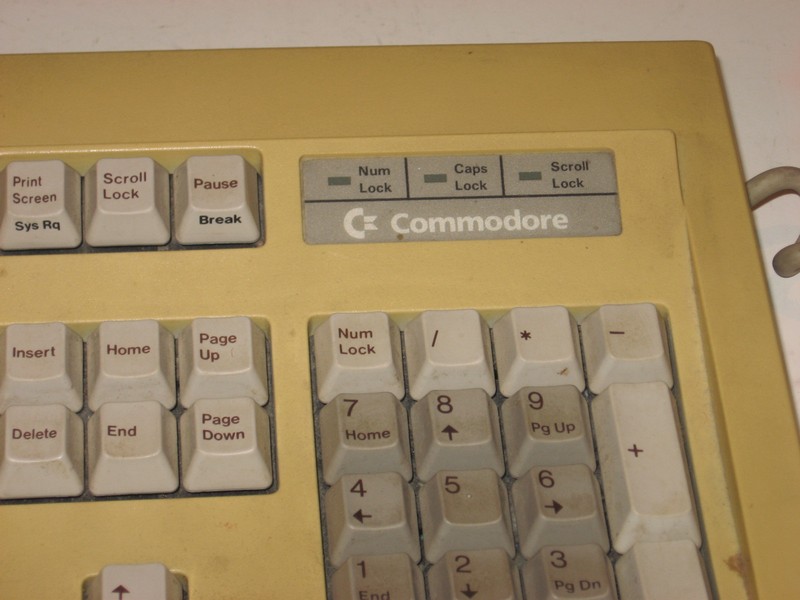 Num Lock
Caps Lock
Scroll Lock
Commodore
Print Screen
Sys Rq
Scroll Lock
Pause
Break
Insert
Home
Page Up
Num Lock
/
*
-
Delete
End
Page Down
7
Home
8
↑
9
Pg Up
+
4
←
5
6
→
↑
1
End
2
↓
3
Pg Dn